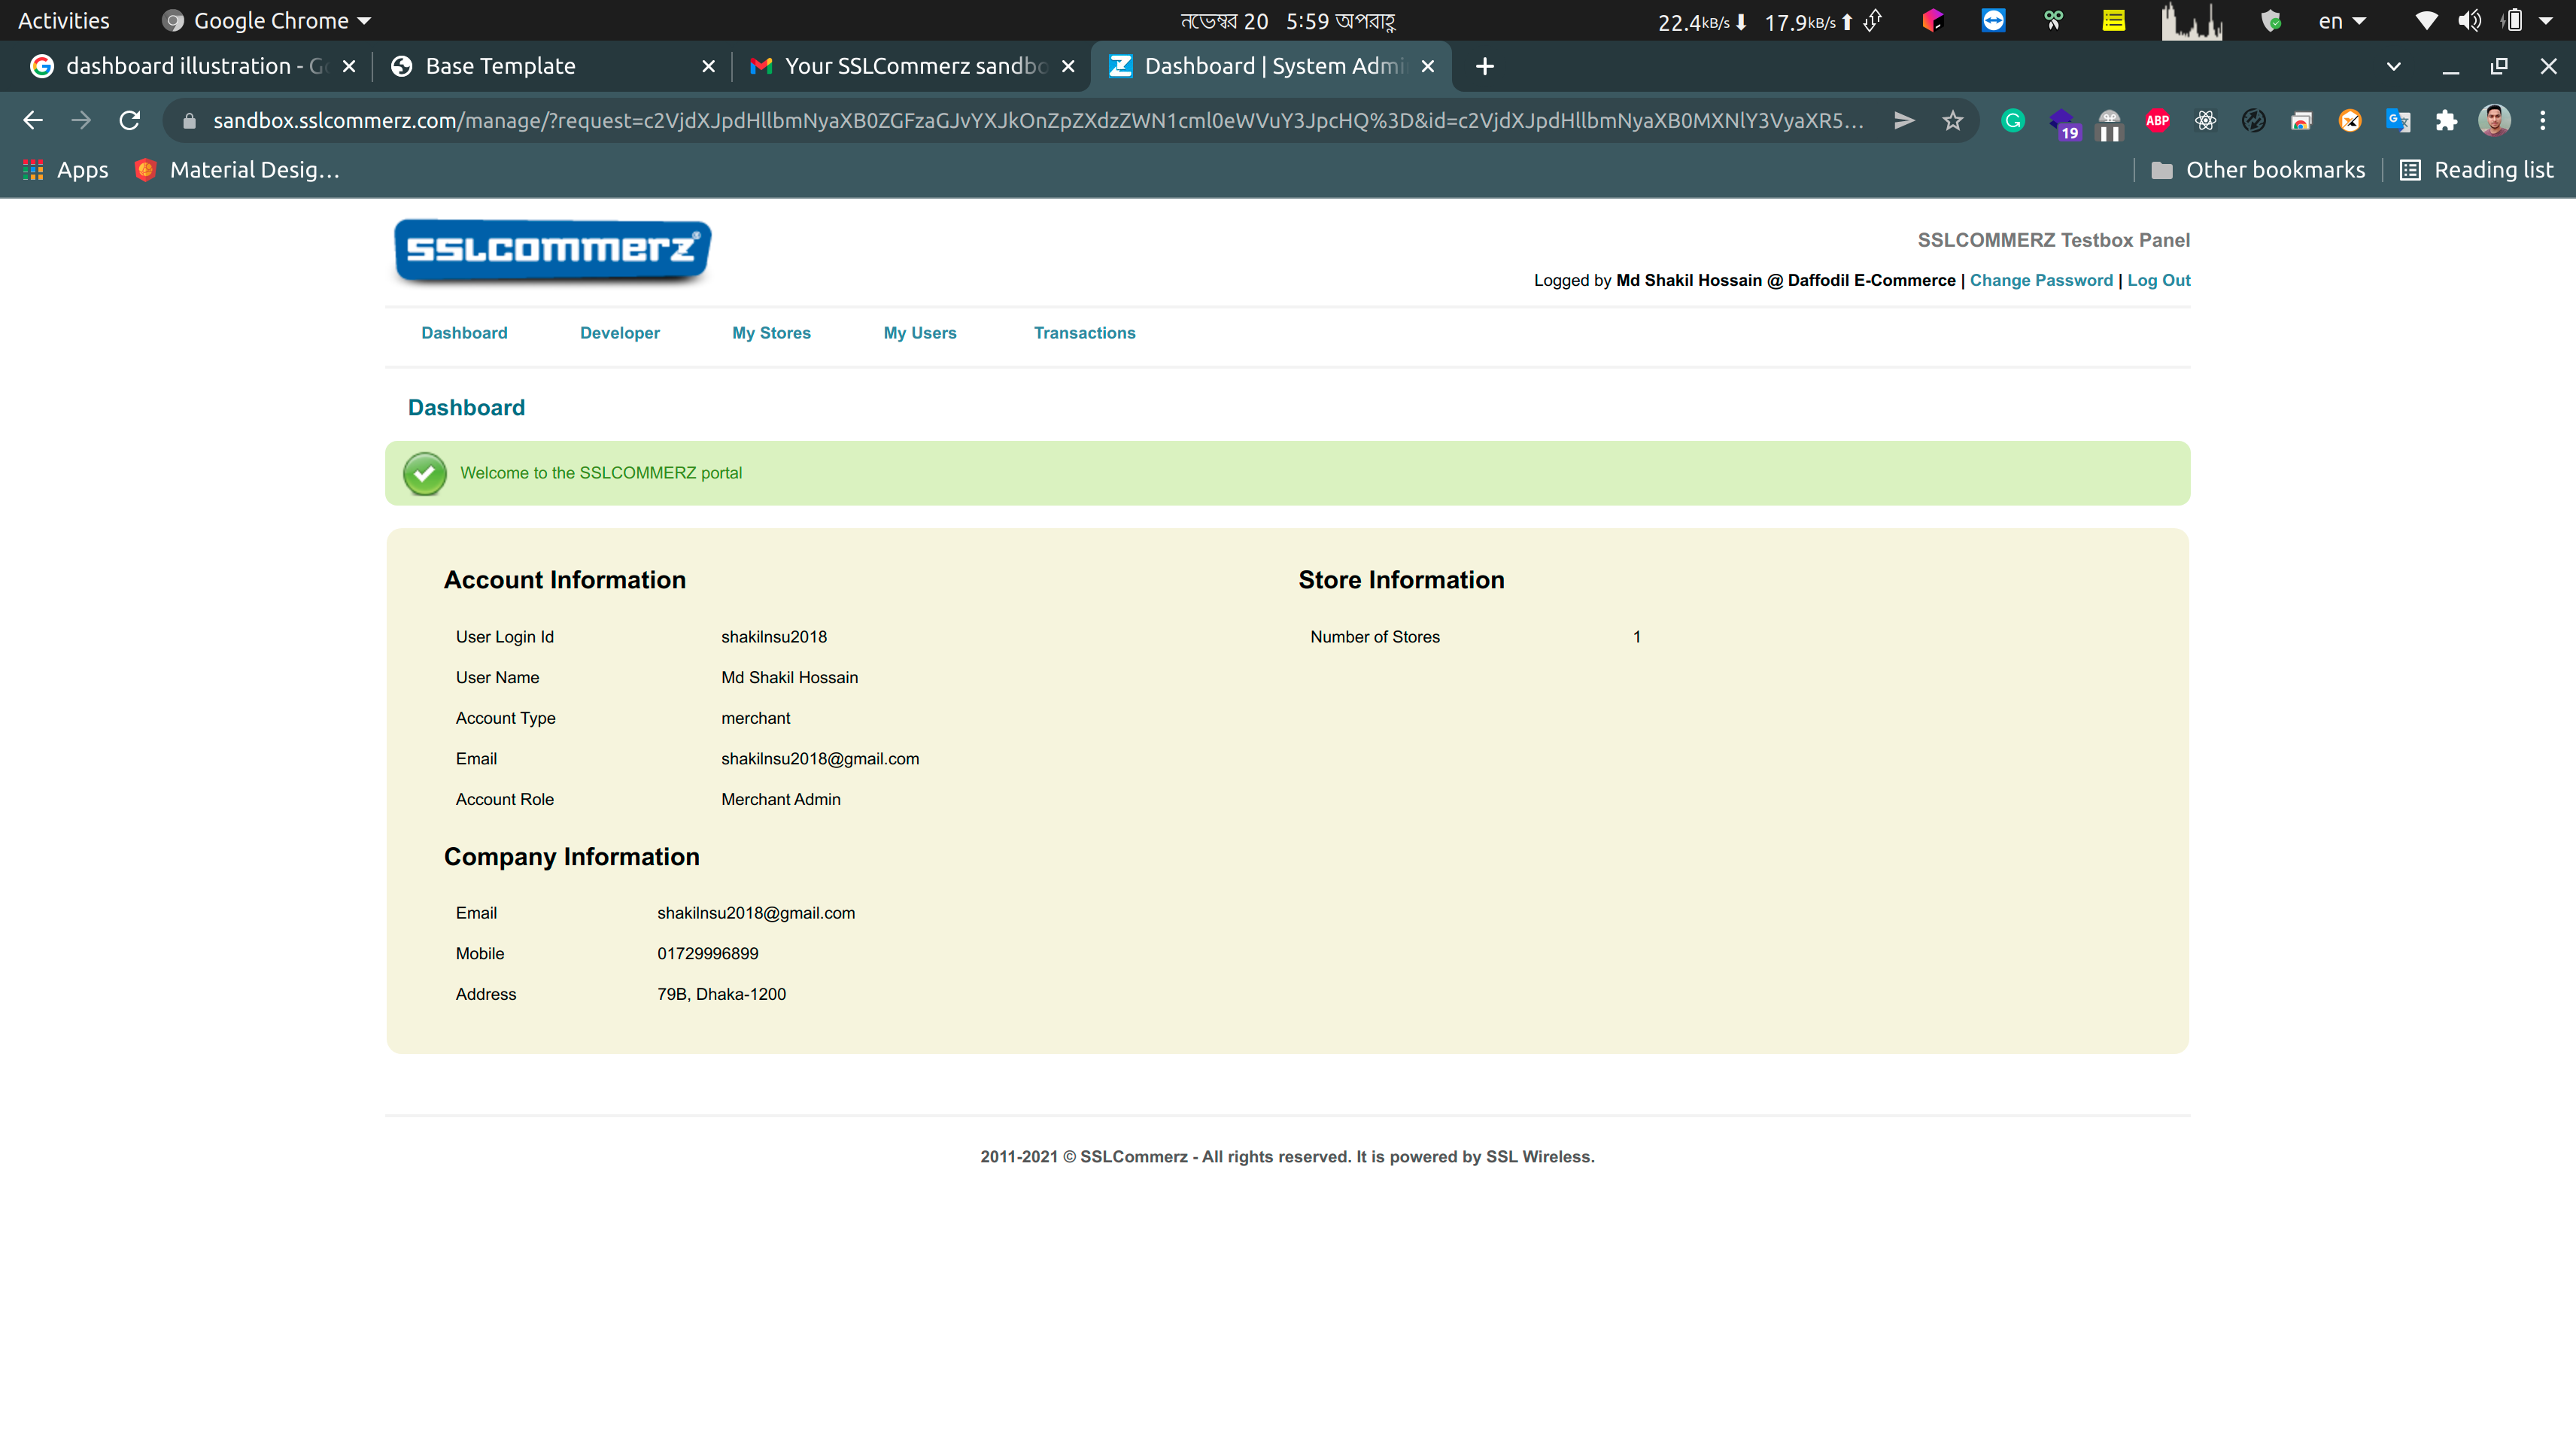 Activities Google Chrome নভেম্বর 20 5:59 অপরাহ্ণ 22.4kB/s 17.9kB/s en
dashboard illustration - Go Base Template Your SSLCommerz sandbo Dashboard | System Admi
sandbox.sslcommerz.com/manage/?request=c2VjdXJpdHllbmNyaXB0ZGFzaGJvYXJkOnZpZXdzZWN1cml0eWVuY3JpcHQ%3D&id=c2VjdXJpdHllbmNyaXB0MXNlY3VyaXR5... 19 ABP
Apps Material Desig... Other bookmarks Reading list
sslcommerz®
SSLCOMMERZ Testbox Panel
Logged by Md Shakil Hossain @ Daffodil E-Commerce | Change Password | Log Out
Dashboard Developer My Stores My Users Transactions
Dashboard
Welcome to the SSLCOMMERZ portal
Account Information
User Login Id shakilnsu2018
User Name Md Shakil Hossain
Account Type merchant
Email shakilnsu2018@gmail.com
Account Role Merchant Admin
Store Information
Number of Stores 1
Company Information
Email shakilnsu2018@gmail.com
Mobile 01729996899
Address 79B, Dhaka-1200
2011-2021 © SSLCommerz - All rights reserved. It is powered by SSL Wireless.